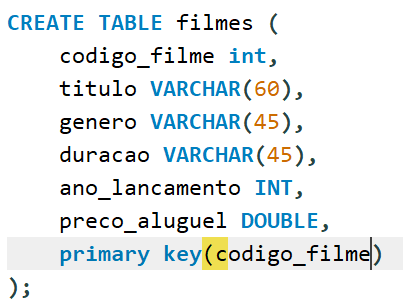 CREATE TABLE filmes (
codigo_filme int,
titulo VARCHAR(60),
genero VARCHAR(45),
duracao VARCHAR(45),
ano_lancamento INT,
preco_aluguel DOUBLE,
primary key(codigo_filme)
);